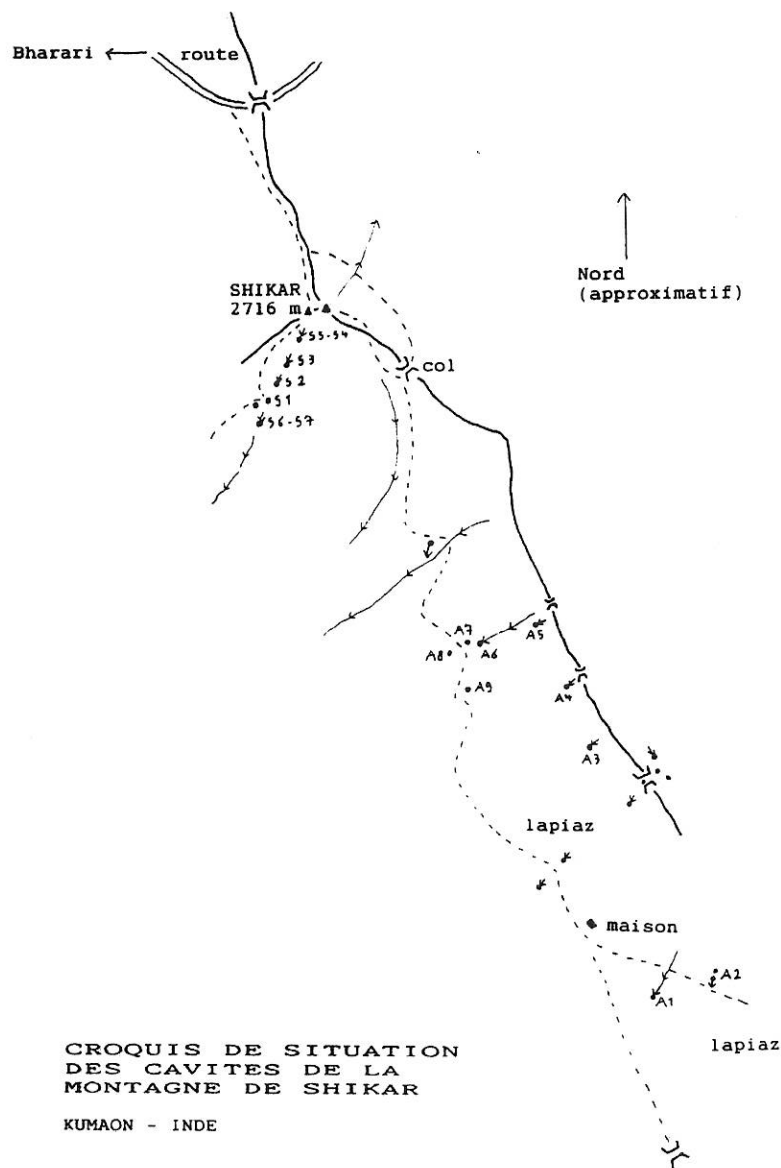 Bharari
route
Nord
(approximatif)
SHIKAR
2716 m
S5-S4
S3
S2
S1
S6-S7
col
A7
A8
A6
A5
A9
A4
A3
lapiaz
maison
A2
A1
lapiaz
CROQUIS DE SITUATION
DES CAVITES DE LA
MONTAGNE DE SHIKAR
KUMAON - INDE